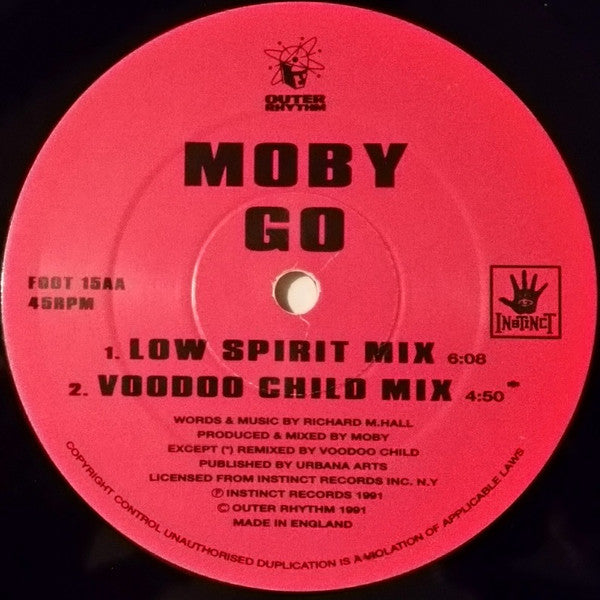 OUTER
RHYTHM
MOBY
GO
FOOT 15AA
45RPM
INSTINCT
1. LOW SPIRIT MIX 6:08
2. VOODOO CHILD MIX 4:50 *
WORDS & MUSIC BY RICHARD M.HALL
PRODUCED & MIXED BY MOBY
EXCEPT (*) REMIXED BY VOODOO CHILD
PUBLISHED BY URBANA ARTS
LICENSED FROM INSTINCT RECORDS INC. N.Y
Ⓟ INSTINCT RECORDS 1991
© OUTER RHYTHM 1991
MADE IN ENGLAND
COPYRIGHT CONTROL UNAUTHORISED DUPLICATION IS A VIOLATION OF APPLICABLE LAWS